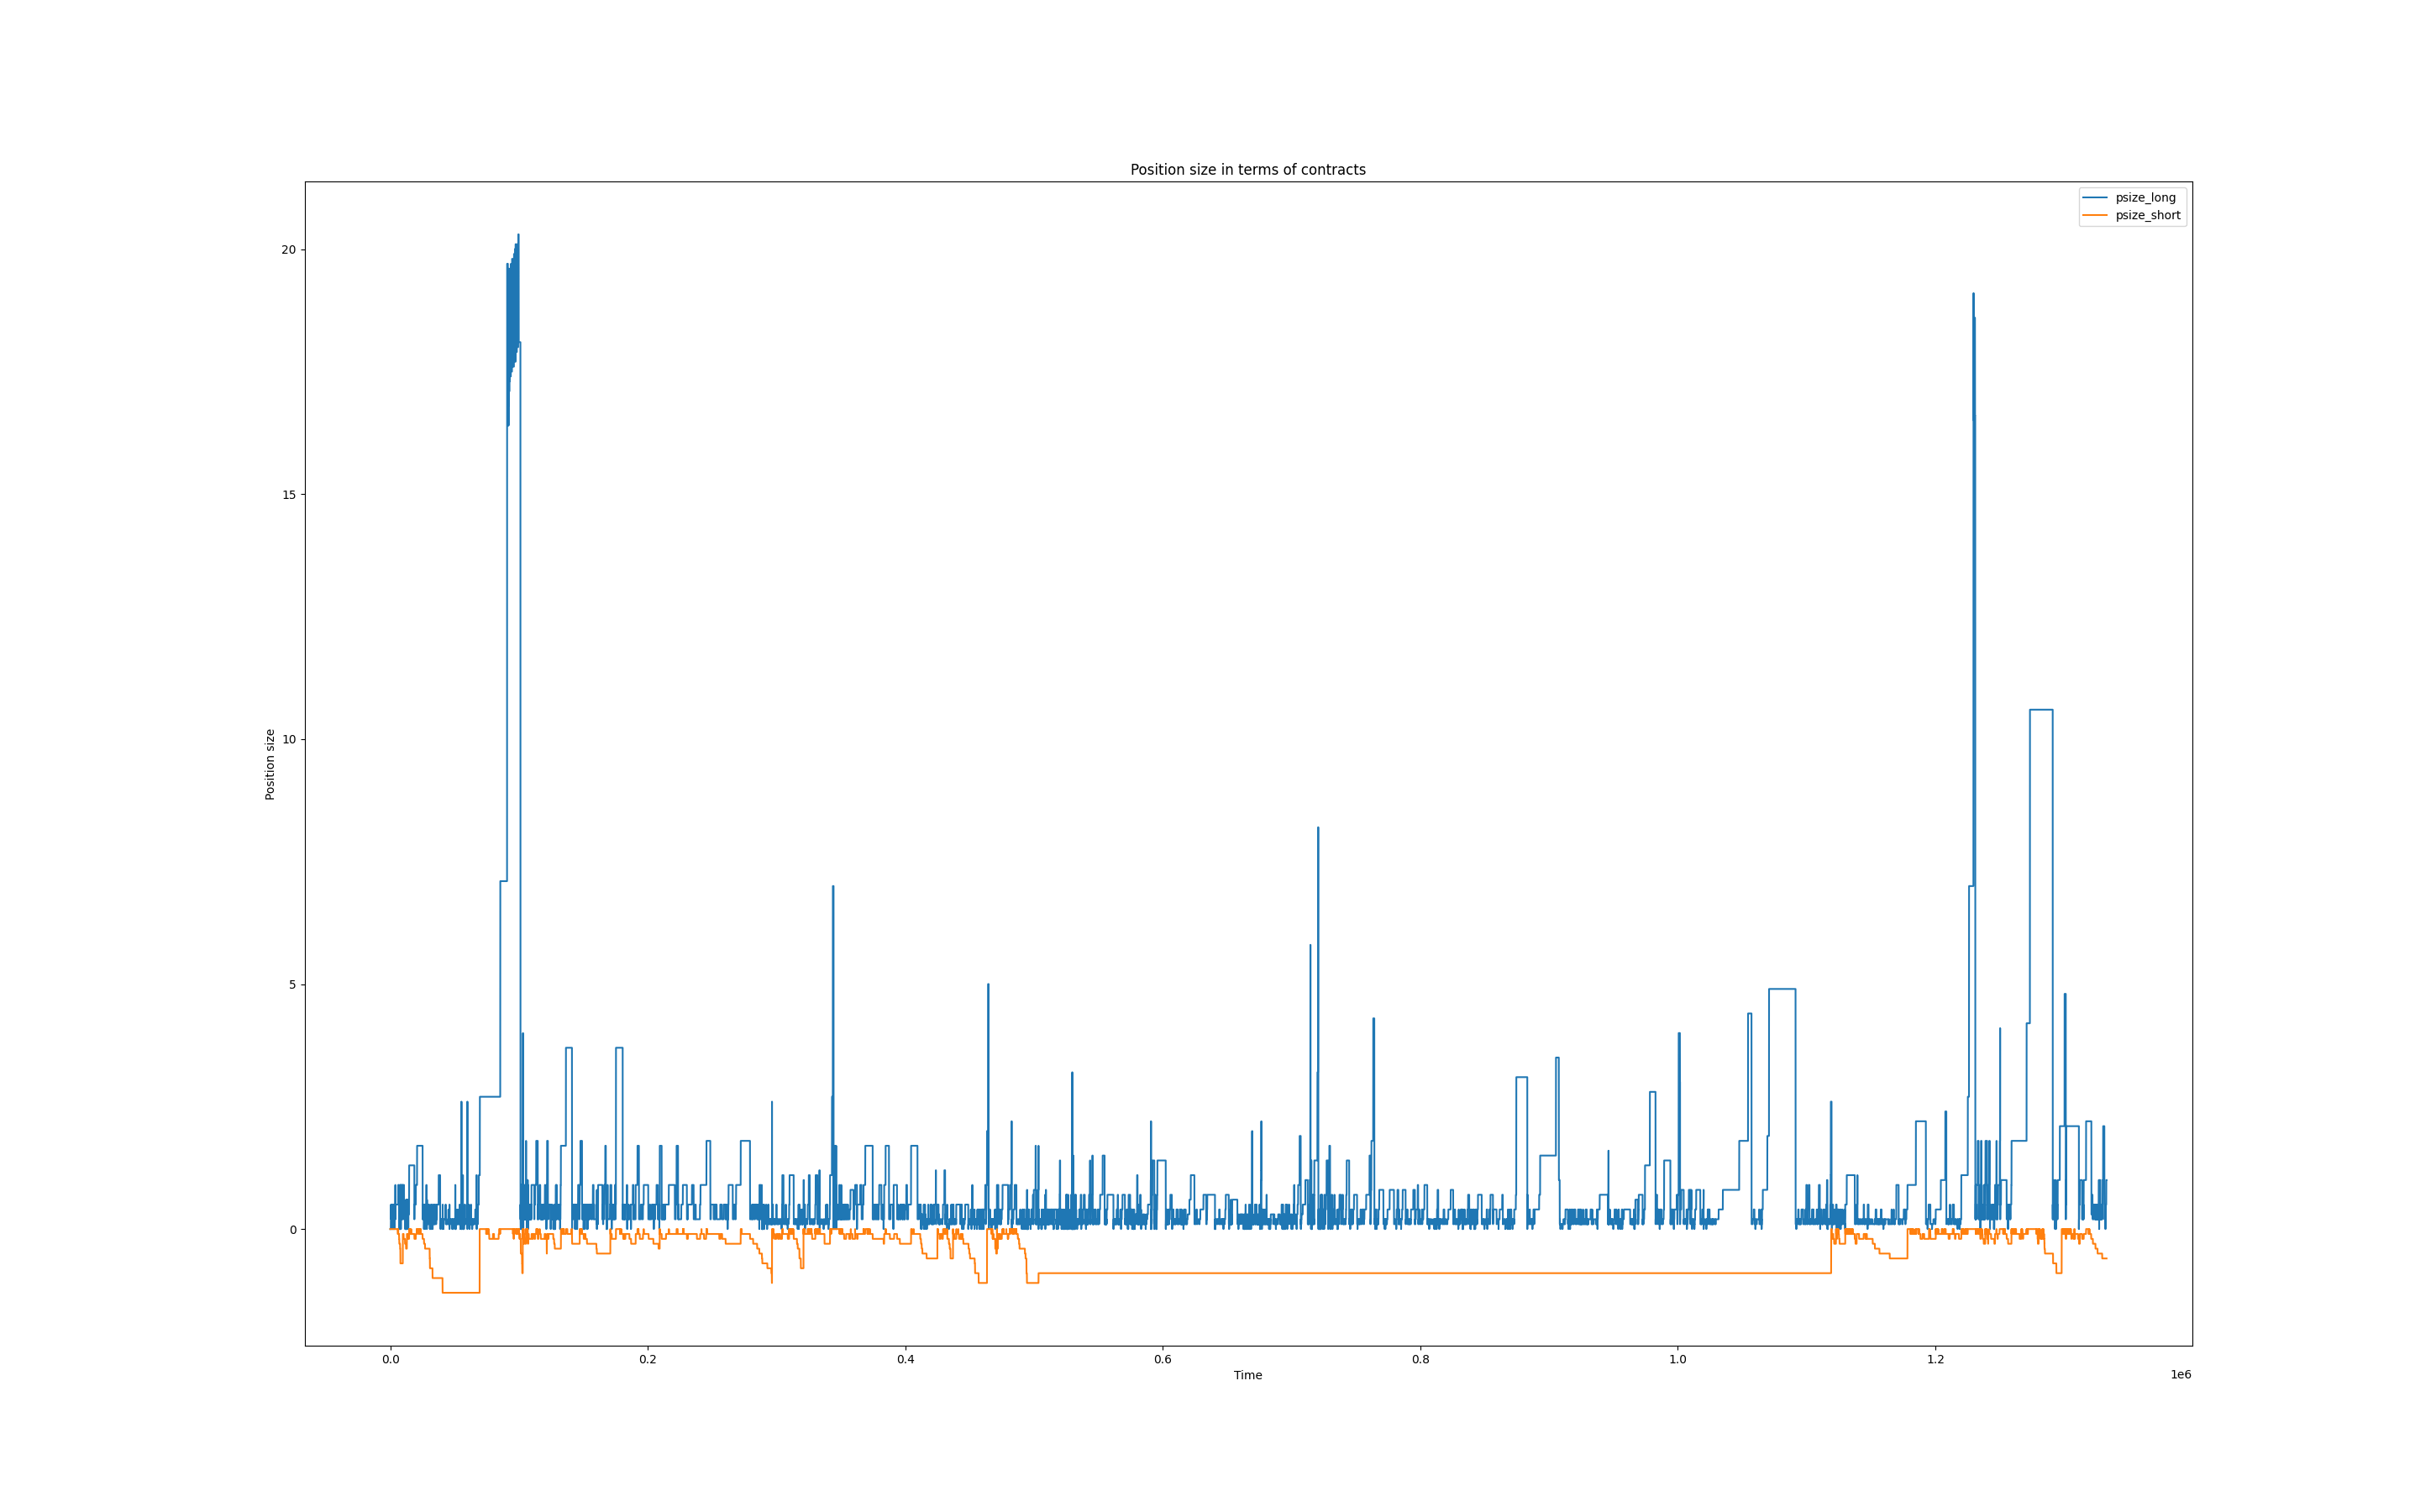 Position size in terms of contracts
psize_long
psize_short
Position size
20
15
10
5
0
0.0 0.2 0.4 0.6 0.8 1.0 1.2
Time
1e6